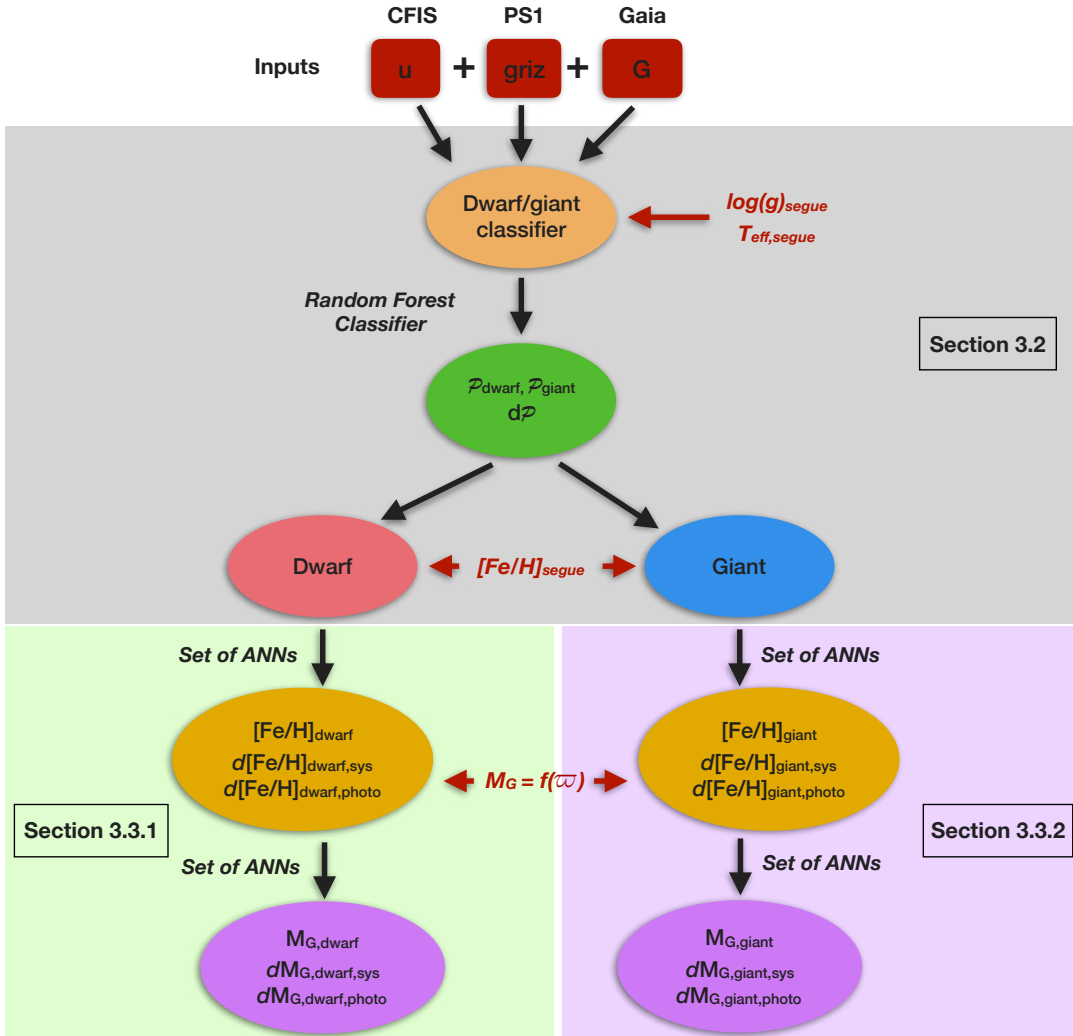 CFIS PS1 Gaia
Inputs u + griz + G
Dwarf/giant
classifier
log(g)segue
Teff,segue
Random Forest
Classifier
Section 3.2
𝒫dwarf, 𝒫giant
d𝒫
Dwarf
[Fe/H]segue
Giant
Set of ANNs
Set of ANNs
[Fe/H]dwarf
d[Fe/H]dwarf,sys
d[Fe/H]dwarf,photo
MG = f(ϖ)
[Fe/H]giant
d[Fe/H]giant,sys
d[Fe/H]giant,photo
Section 3.3.1
Section 3.3.2
Set of ANNs
Set of ANNs
MG,dwarf
dMG,dwarf,sys
dMG,dwarf,photo
MG,giant
dMG,giant,sys
dMG,giant,photo